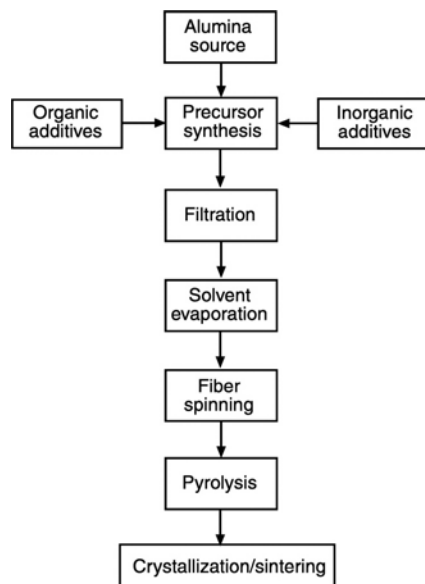 Alumina
source
Organic
additives
Precursor
synthesis
Inorganic
additives
Filtration
Solvent
evaporation
Fiber
spinning
Pyrolysis
Crystallization/sintering